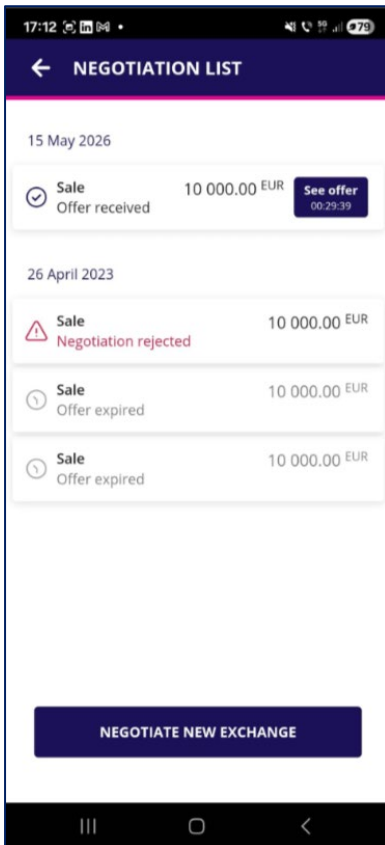 17:12
79
NEGOTIATION LIST
15 May 2026
Sale 10 000.00 EUR See offer
Offer received 00:29:39
26 April 2023
Sale 10 000.00 EUR
Negotiation rejected
Sale 10 000.00 EUR
Offer expired
Sale 10 000.00 EUR
Offer expired
NEGOTIATE NEW EXCHANGE